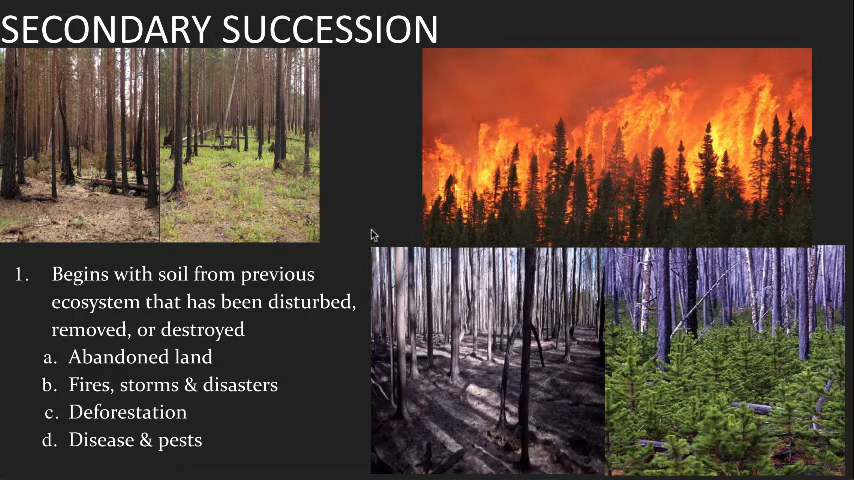 SECONDARY SUCCESSION
1. Begins with soil from previous
ecosystem that has been disturbed,
removed, or destroyed
a. Abandoned land
b. Fires, storms & disasters
c. Deforestation
d. Disease & pests